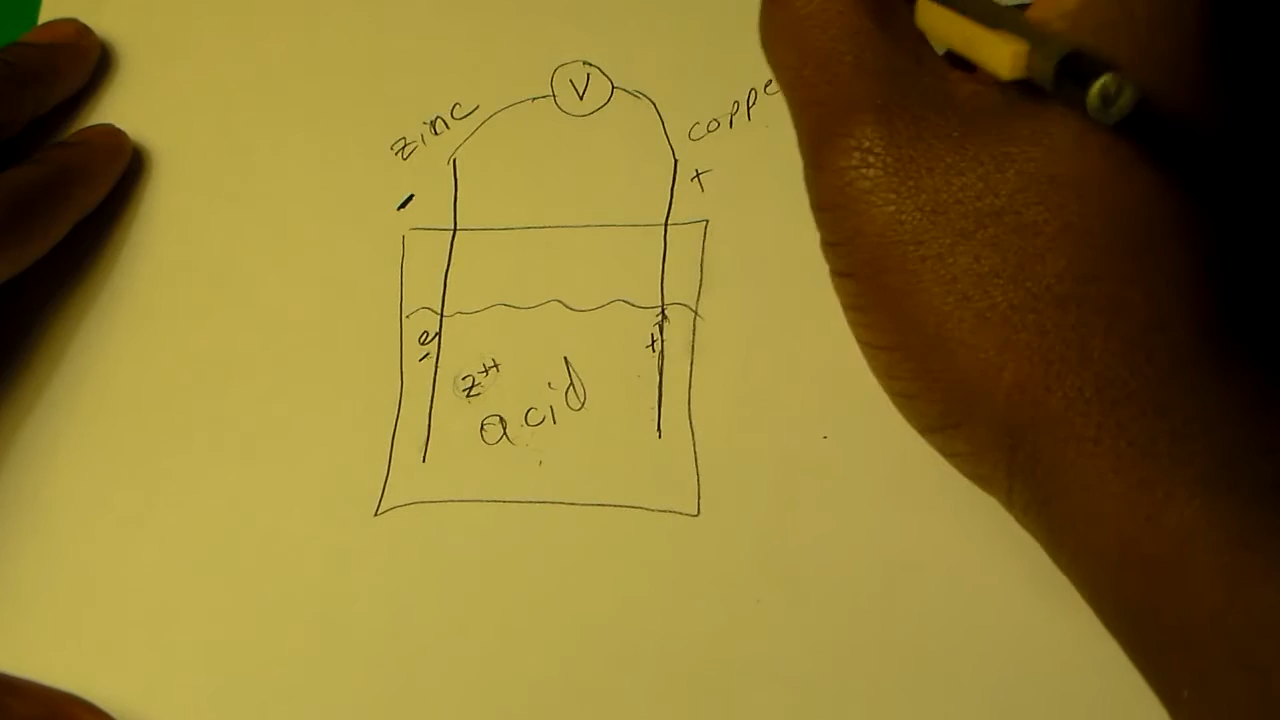 V
zinc
coppe
-
+
-e
+
z++
acid